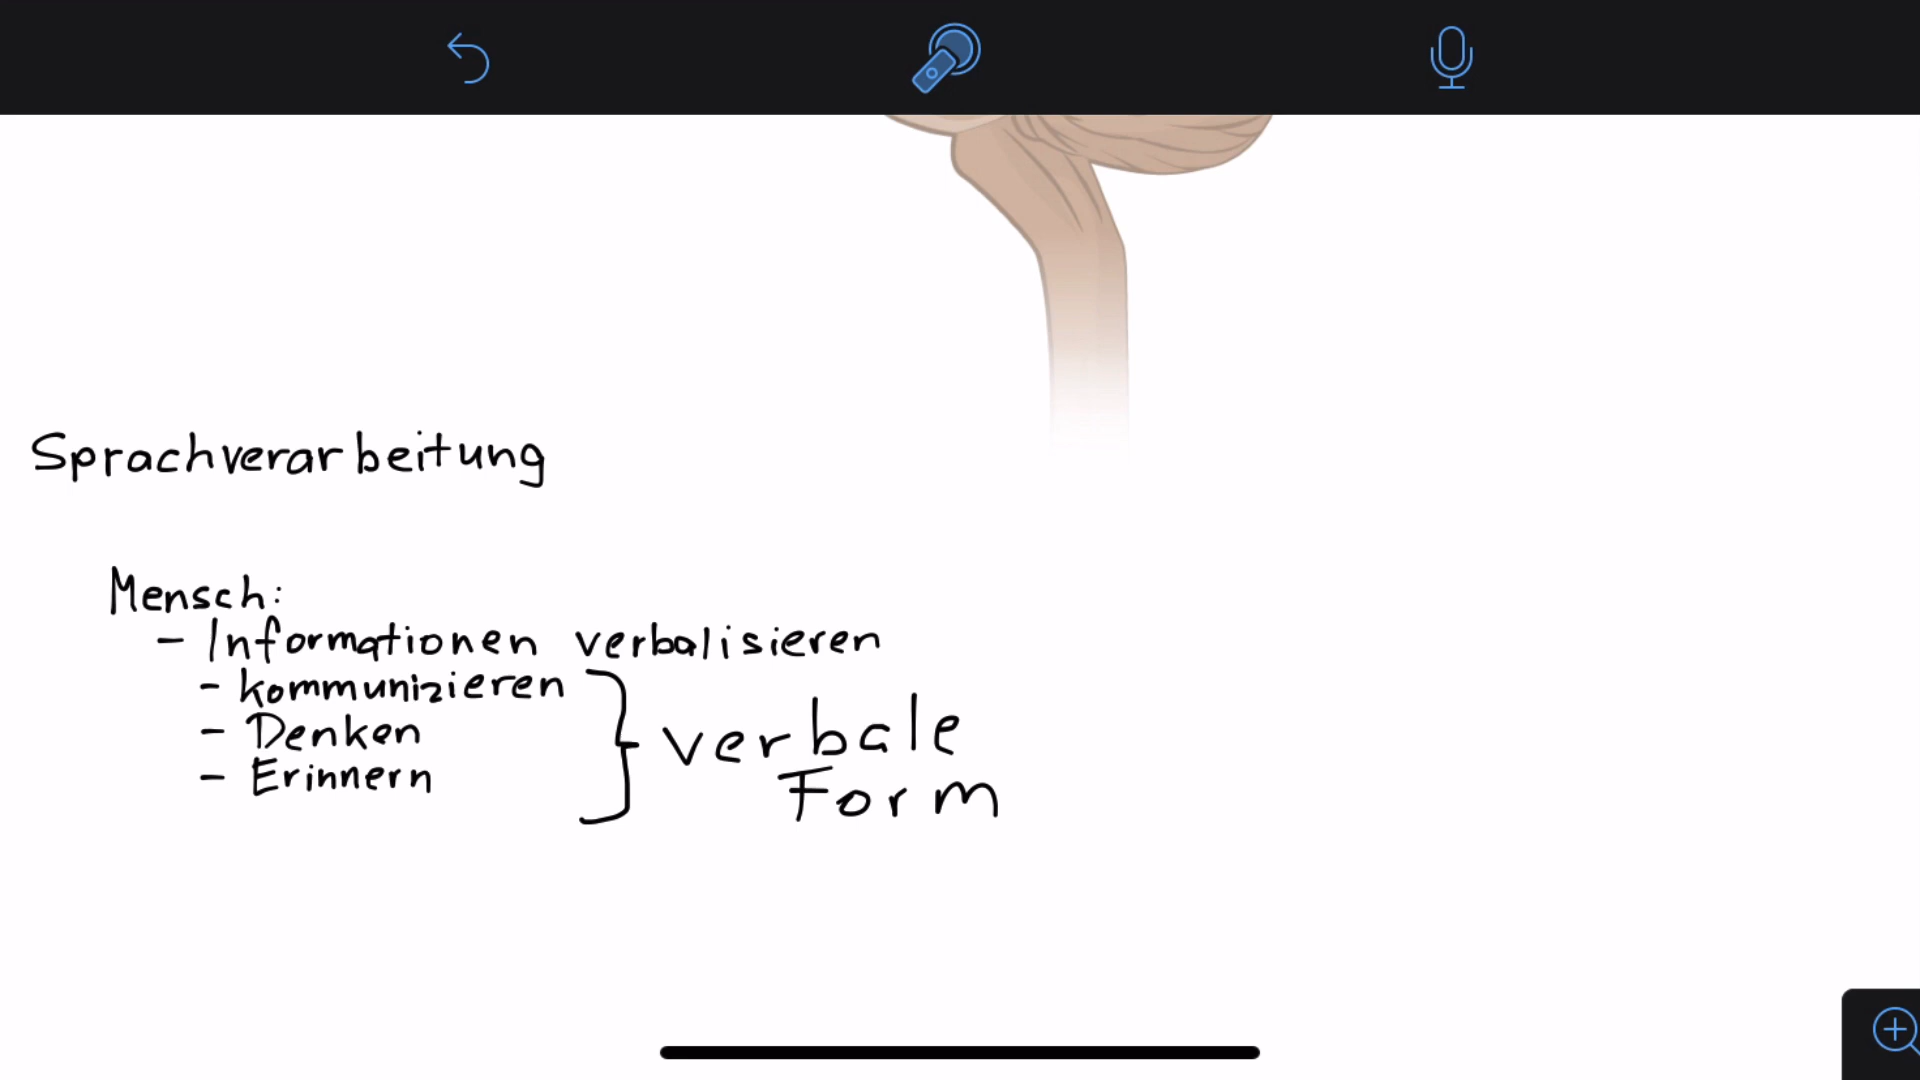 Sprachverarbeitung
Mensch:
- Informationen verbalisieren
- kommunizieren
- Denken
- Erinnern
verbale
Form